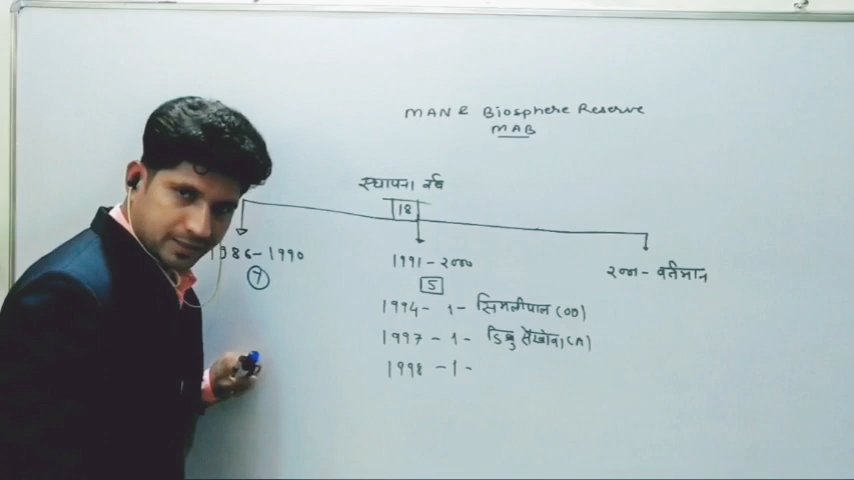 MAN & Biosphere Reserve
MAB
स्थापना वर्ष
18
1986-1990
1991-2000
2001- वर्तमान
7
5
1994- 1- सिमलीपाल (OD)
1997 - 1- डिब्रु सैखोवा (A)
1998 -1-